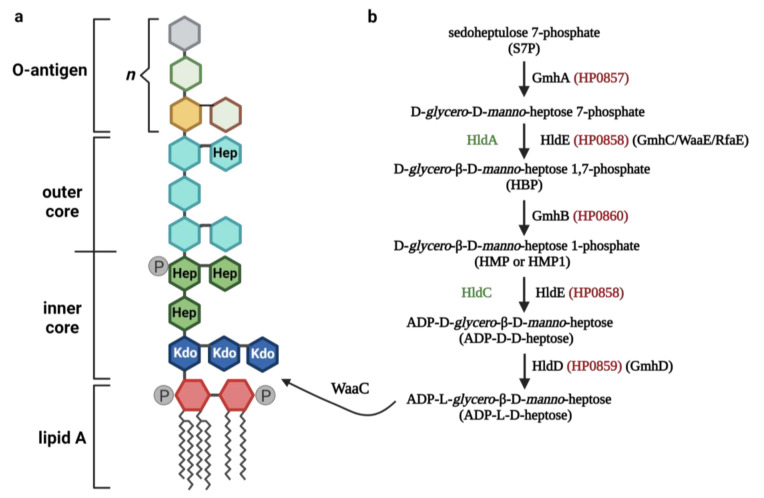 a
O-antigen
n
Hep
outer
core
P
Hep
Hep
Hep
inner
core
Kdo
Kdo
Kdo
P
P
lipid A
WaaC
b
sedoheptulose 7-phosphate
(S7P)
GmhA (HP0857)
D-glycero-D-manno-heptose 7-phosphate
HldA
HldE (HP0858) (GmhC/WaaE/RfaE)
D-glycero-β-D-manno-heptose 1,7-phosphate
(HBP)
GmhB (HP0860)
D-glycero-β-D-manno-heptose 1-phosphate
(HMP or HMP1)
HldC
HldE (HP0858)
ADP-D-glycero-β-D-manno-heptose
(ADP-D-D-heptose)
HldD (HP0859) (GmhD)
ADP-L-glycero-β-D-manno-heptose
(ADP-L-D-heptose)